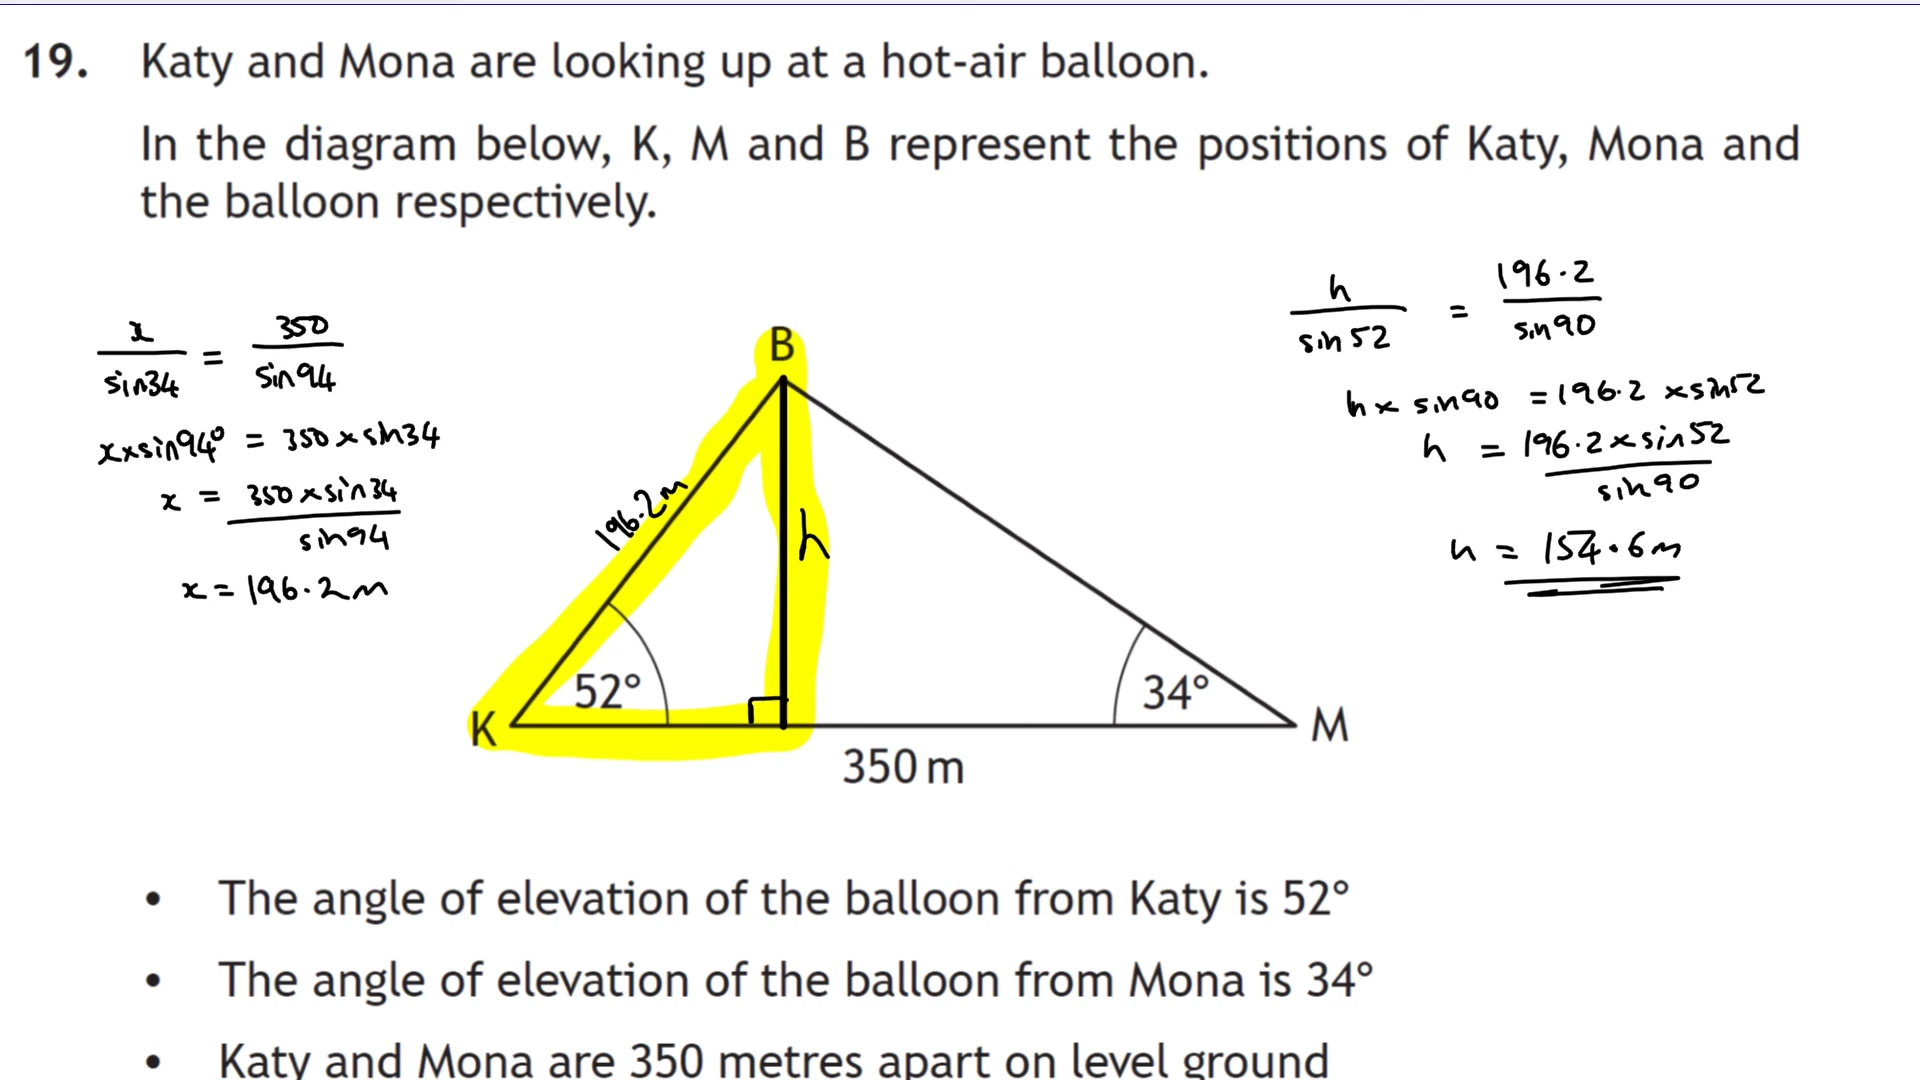 19. Katy and Mona are looking up at a hot-air balloon.
In the diagram below, K, M and B represent the positions of Katy, Mona and
the balloon respectively.
x/sin34 = 350/sin94
x×sin94° = 350×sin34
x = 350×sin34/sin94
x = 196.2m
B
196.2m
h
52°
34°
K
M
350 m
h/sin52 = 196.2/sin90
h× sin90 = 196.2 ×sin52
h = 196.2×sin52/sin90
h = 154.6m
• The angle of elevation of the balloon from Katy is 52°
• The angle of elevation of the balloon from Mona is 34°
• Katy and Mona are 350 metres apart on level ground